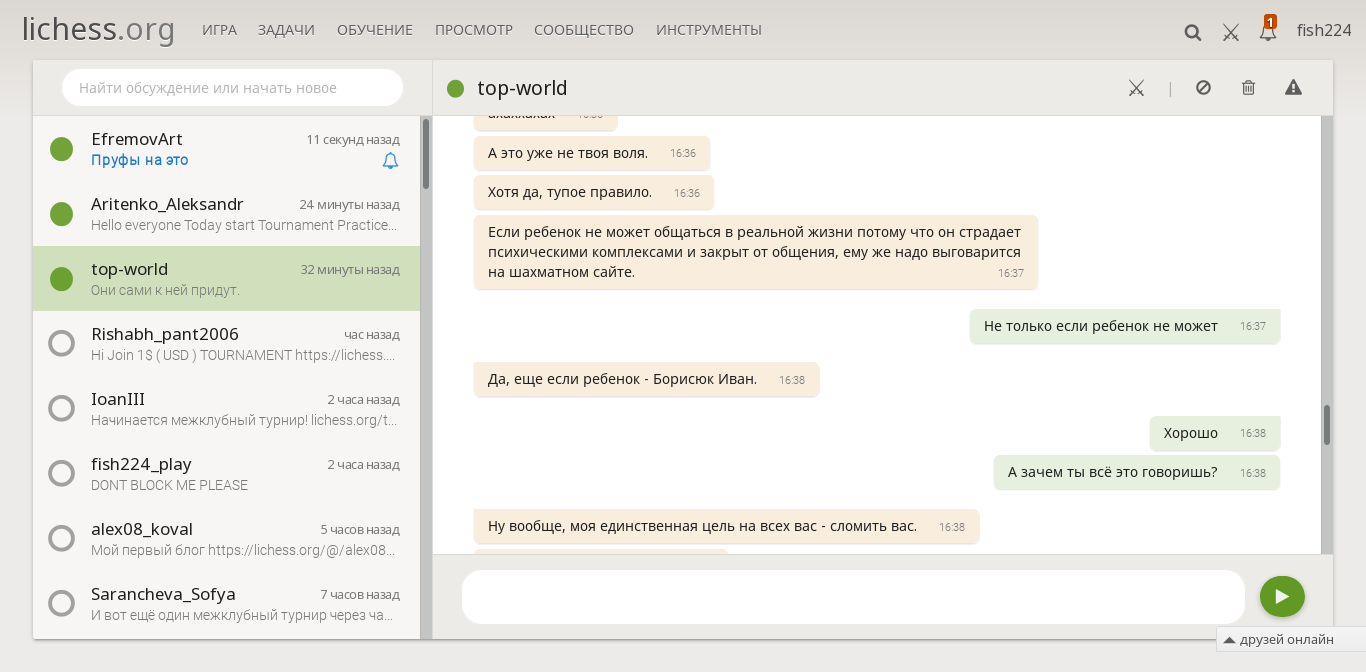 lichess.org ИГРА ЗАДАЧИ ОБУЧЕНИЕ ПРОСМОТР СООБЩЕСТВО ИНСТРУМЕНТЫ 1 fish224
Найти обсуждение или начать новое
EfremovArt 11 секунд назад
Пруфы на это
Aritenko_Aleksandr 24 минуты назад
Hello everyone Today start Tournament Practice...
top-world 32 минуты назад
Они сами к ней придут.
Rishabh_pant2006 час назад
Hi Join 1$ ( USD ) TOURNAMENT https://lichess....
IoanIII 2 часа назад
Начинается межклубный турнир! lichess.org/t...
fish224_play 2 часа назад
DONT BLOCK ME PLEASE
alex08_koval 5 часов назад
Мой первый блог https://lichess.org/@/alex08...
Sarancheva_Sofya 7 часов назад
И вот ещё один межклубный турнир через ча...
top-world
ахаххахах 16:36
А это уже не твоя воля. 16:36
Хотя да, тупое правило. 16:36
Если ребенок не может общаться в реальной жизни потому что он страдает
психическими комплексами и закрыт от общения, ему же надо выговарится
на шахматном сайте. 16:37
Не только если ребенок не может 16:37
Да, еще если ребенок - Борисюк Иван. 16:38
Хорошо 16:38
А зачем ты всё это говоришь? 16:38
Ну вообще, моя единственная цель на всех вас - сломить вас. 16:38
друзей онлайн